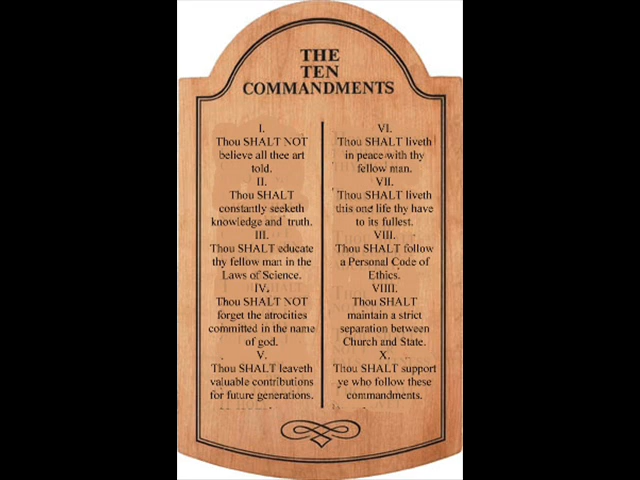 THE
TEN
COMMANDMENTS
I.
Thou SHALT NOT
believe all thee art
told.
II.
Thou SHALT
constantly seeketh
knowledge and truth.
III.
Thou SHALT educate
thy fellow man in the
Laws of Science.
IV.
Thou SHALT NOT
forget the atrocities
committed in the name
of god.
V.
Thou SHALT leaveth
valuable contributions
for future generations.
VI.
Thou SHALT liveth
in peace with thy
fellow man.
VII.
Thou SHALT liveth
this one life thy have
to its fullest.
VIII.
Thou SHALT follow
a Personal Code of
Ethics.
VIIII.
Thou SHALT
maintain a strict
separation between
Church and State.
X.
Thou SHALT support
ye who follow these
commandments.